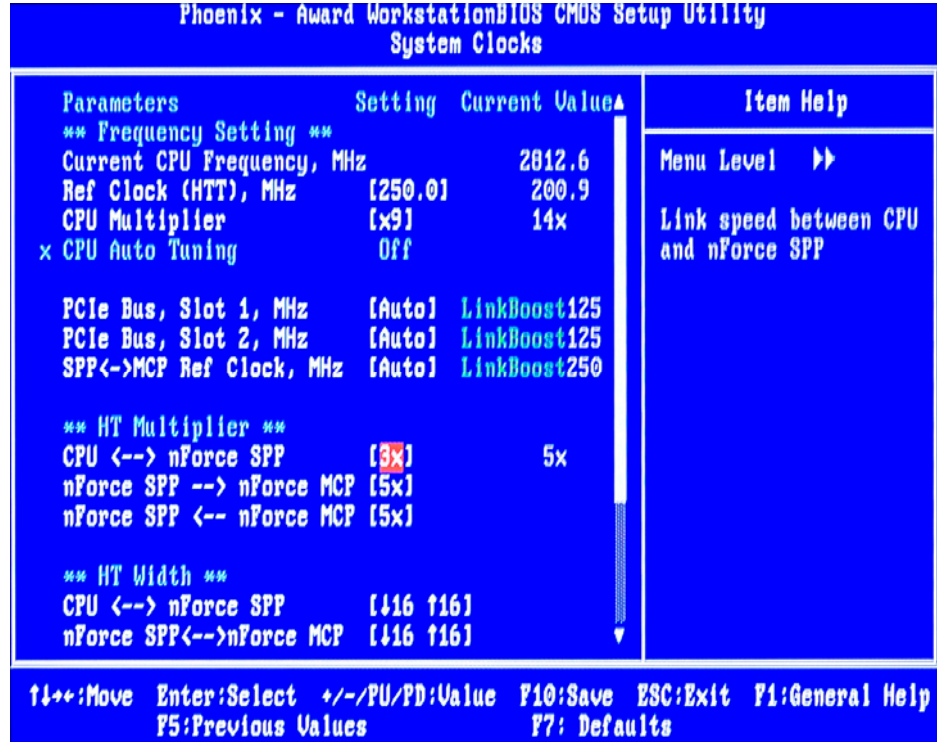 Phoenix - Award WorkstationBIOS CMOS Setup Utility
System Clocks
Parameters Setting Current Value▲
** Frequency Setting **
Current CPU Frequency, MHz 2812.6
Ref Clock (HTT), MHz [250.0] 200.9
CPU Multiplier [x9] 14x
x CPU Auto Tuning Off
PCIe Bus, Slot 1, MHz [Auto] LinkBoost125
PCIe Bus, Slot 2, MHz [Auto] LinkBoost125
SPP<->MCP Ref Clock, MHz [Auto] LinkBoost250
** HT Multiplier **
CPU <--> nForce SPP [3x] 5x
nForce SPP --> nForce MCP [5x]
nForce SPP <-- nForce MCP [5x]
** HT Width **
CPU <--> nForce SPP [↓16 ↑16]
nForce SPP<-->nForce MCP [↓16 ↑16] ▼
Item Help
Menu Level ▶▶
Link speed between CPU
and nForce SPP
↑↓→←:Move Enter:Select +/-/PU/PD:Value F10:Save ESC:Exit F1:General Help
F5:Previous Values F7: Defaults